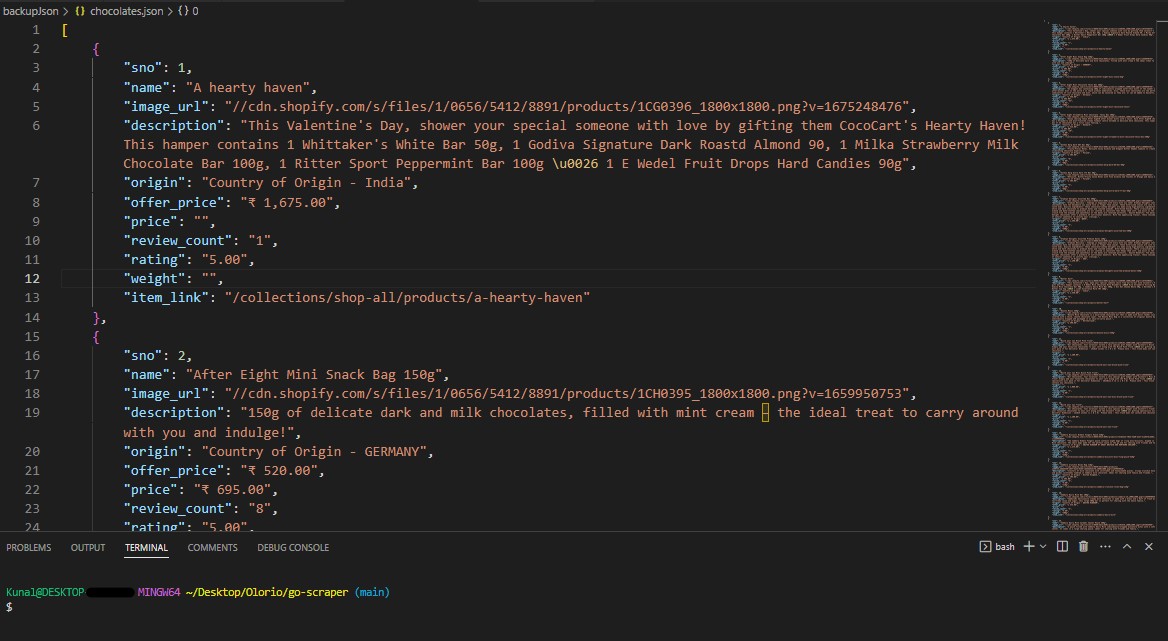 backupJson > {} chocolates.json > {} 0
1 [
2 {
3 "sno": 1,
4 "name": "A hearty haven",
5 "image_url": "//cdn.shopify.com/s/files/1/0656/5412/8891/products/1CG0396_1800x1800.png?v=1675248476",
6 "description": "This Valentine's Day, shower your special someone with love by gifting them CocoCart's Hearty Haven!
This hamper contains 1 Whittaker's White Bar 50g, 1 Godiva Signature Dark Roastd Almond 90, 1 Milka Strawberry Milk
Chocolate Bar 100g, 1 Ritter Sport Peppermint Bar 100g \u0026 1 E Wedel Fruit Drops Hard Candies 90g",
7 "origin": "Country of Origin - India",
8 "offer_price": "₹ 1,675.00",
9 "price": "",
10 "review_count": "1",
11 "rating": "5.00",
12 "weight": "",
13 "item_link": "/collections/shop-all/products/a-hearty-haven"
14 },
15 {
16 "sno": 2,
17 "name": "After Eight Mini Snack Bag 150g",
18 "image_url": "//cdn.shopify.com/s/files/1/0656/5412/8891/products/1CH0395_1800x1800.png?v=1659950753",
19 "description": "150g of delicate dark and milk chocolates, filled with mint cream – the ideal treat to carry around
with you and indulge!",
20 "origin": "Country of Origin - GERMANY",
21 "offer_price": "₹ 520.00",
22 "price": "₹ 695.00",
23 "review_count": "8",
24 "rating": "5.00",
PROBLEMS OUTPUT TERMINAL COMMENTS DEBUG CONSOLE bash
Kunal@DESKTOP MINGW64 ~/Desktop/Olorio/go-scraper (main)
$